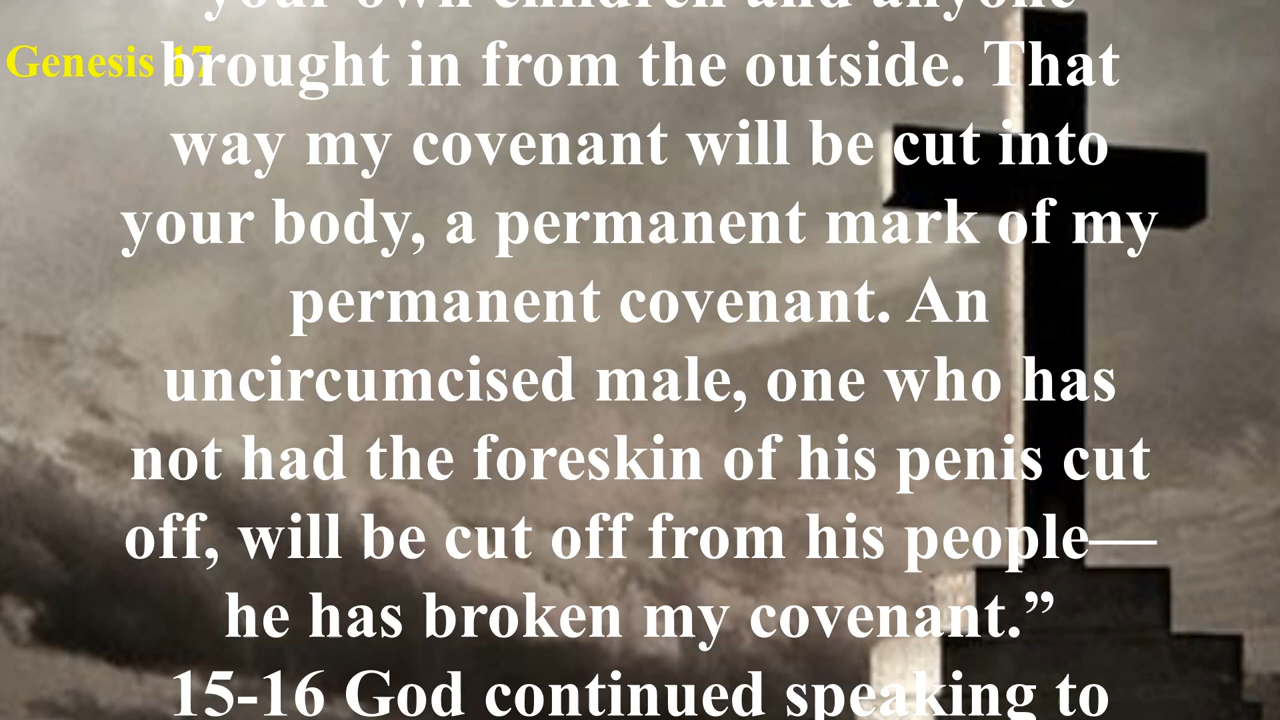 your own children and anyone
Genesis 17
brought in from the outside. That
way my covenant will be cut into
your body, a permanent mark of my
permanent covenant. An
uncircumcised male, one who has
not had the foreskin of his penis cut
off, will be cut off from his people—
he has broken my covenant.”
15-16 God continued speaking to